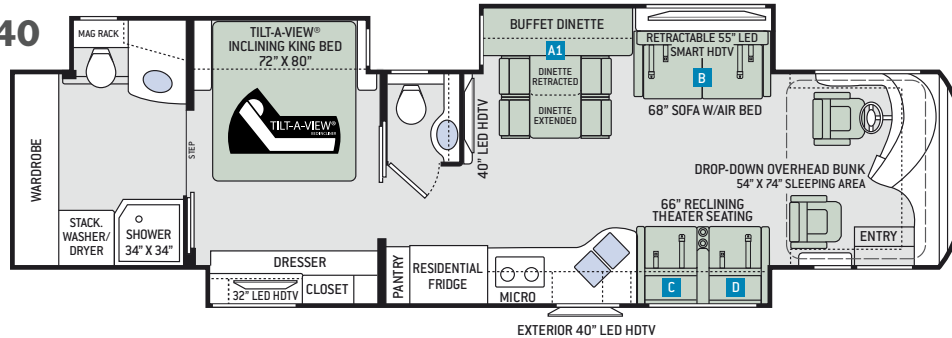 40
MAG RACK
TILT-A-VIEW®
INCLINING KING BED
72” X 80”
TILT-A-VIEW®
BUFFET DINETTE
A1
DINETTE
RETRACTED
DINETTE
EXTENDED
RETRACTABLE 55” LED
SMART HDTV
B
68” SOFA W/AIR BED
40” LED HDTV
WARDROBE
STEP
STACK.
WASHER/
DRYER
SHOWER
34” X 34”
DRESSER
32” LED HDTV
CLOSET
PANTRY
RESIDENTIAL
FRIDGE
MICRO
DROP-DOWN OVERHEAD BUNK
54” X 74” SLEEPING AREA
66” RECLINING
THEATER SEATING
C
D
ENTRY
EXTERIOR 40” LED HDTV